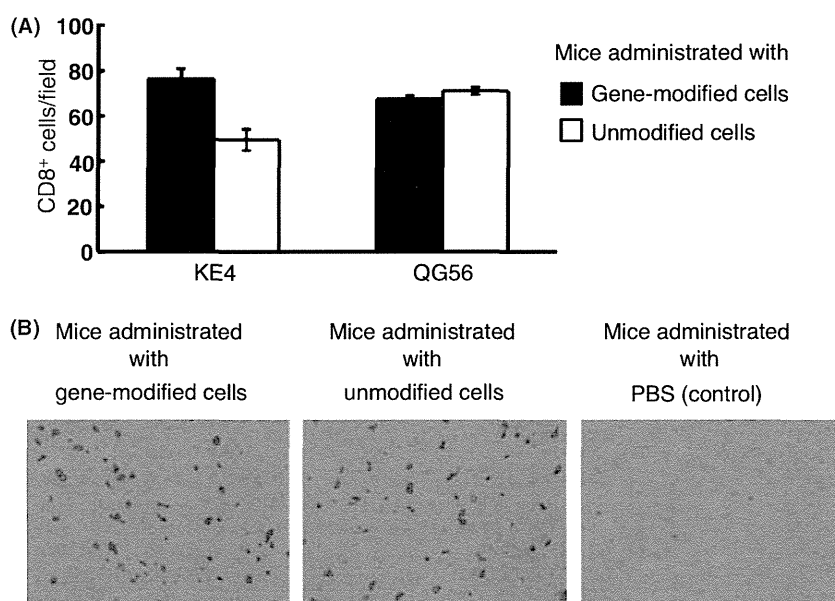 (A)
CD8⁺ cells/field
100
80
60
40
20
0
KE4
QG56
Mice administrated with
Gene-modified cells
Unmodified cells
(B)
Mice administrated
with
gene-modified cells
Mice administrated
with
unmodified cells
Mice administrated
with
PBS (control)